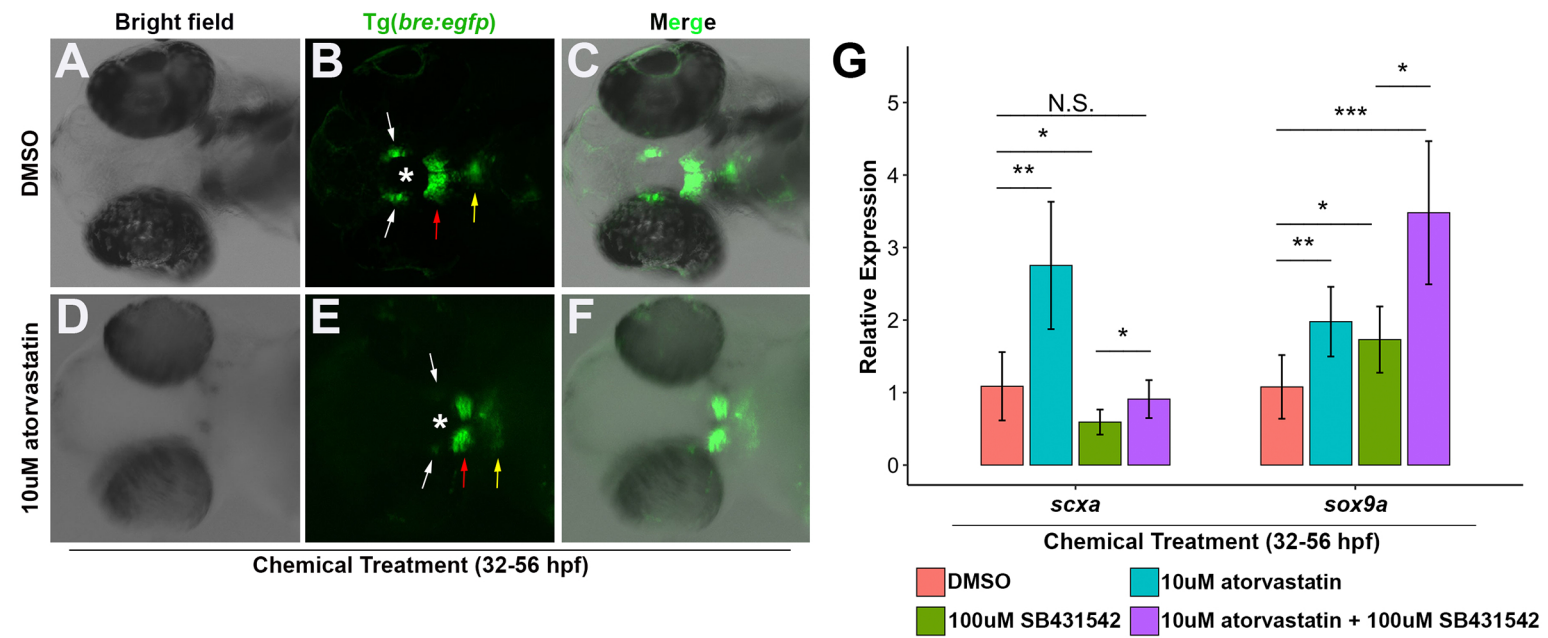 Bright field
Tg(bre:egfp)
Merge
DMSO
A
B
*
C
10uM atorvastatin
D
E
*
F
Chemical Treatment (32-56 hpf)
G
Relative Expression
5
4
3
2
1
0
N.S.
*
**
*
*
***
*
**
scxa
sox9a
Chemical Treatment (32-56 hpf)
DMSO
10uM atorvastatin
100uM SB431542
10uM atorvastatin + 100uM SB431542